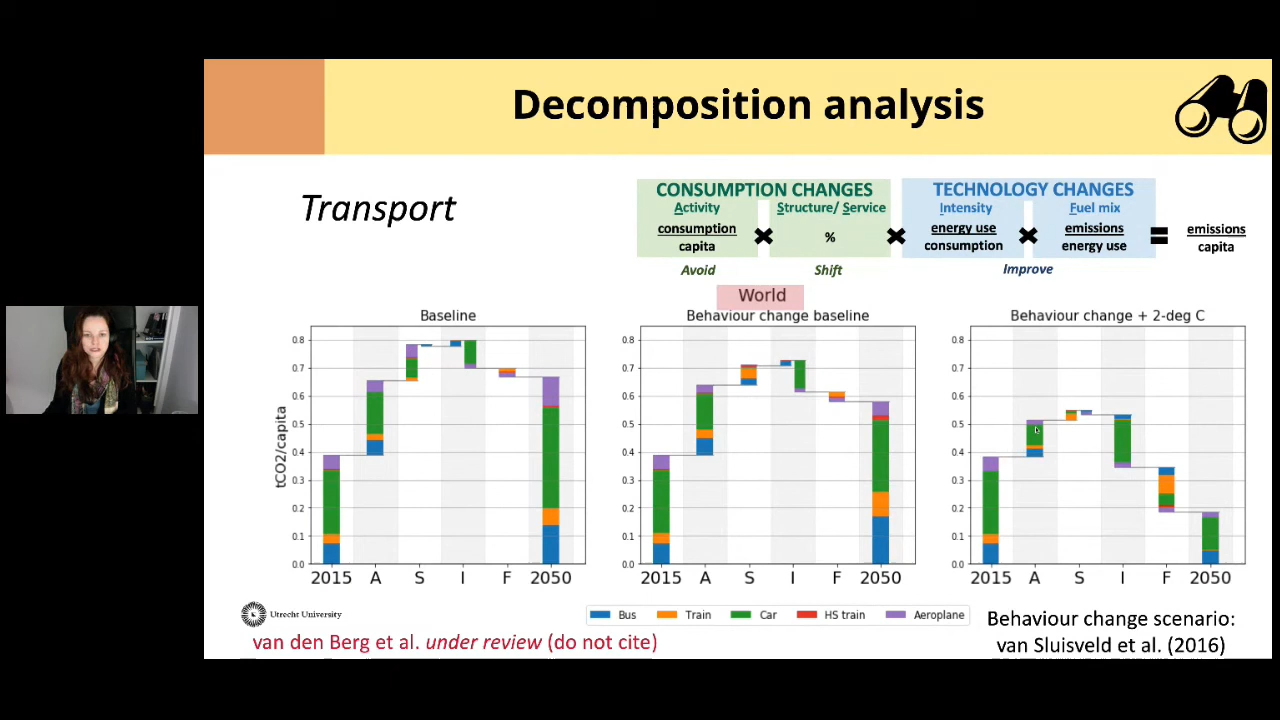 Decomposition analysis
Transport
CONSUMPTION CHANGES
TECHNOLOGY CHANGES
Activity
Structure/ Service
Intensity
Fuel mix
consumption
capita
%
energy use
consumption
emissions
energy use
emissions
capita
Avoid
Shift
Improve
World
Baseline
Behaviour change baseline
Behaviour change + 2-deg C
tCO2/capita
0.8
0.7
0.6
0.5
0.4
0.3
0.2
0.1
0.0
2015 A S I F 2050
0.8
0.7
0.6
0.5
0.4
0.3
0.2
0.1
0.0
2015 A S I F 2050
0.8
0.7
0.6
0.5
0.4
0.3
0.2
0.1
0.0
2015 A S I F 2050
Bus Train Car HS train Aeroplane
Utrecht University
van den Berg et al. under review (do not cite)
Behaviour change scenario:
van Sluisveld et al. (2016)